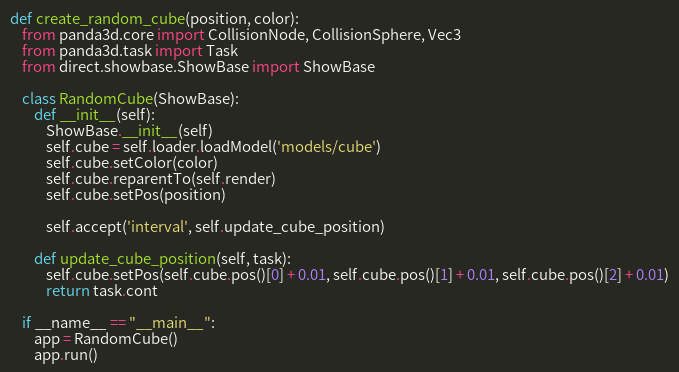 def create_random_cube(position, color):
    from panda3d.core import CollisionNode, CollisionSphere, Vec3
    from panda3d.task import Task
    from direct.showbase.ShowBase import ShowBase

    class RandomCube(ShowBase):
        def __init__(self):
            ShowBase.__init__(self)
            self.cube = self.loader.loadModel('models/cube')
            self.cube.setColor(color)
            self.cube.reparentTo(self.render)
            self.cube.setPos(position)

            self.accept('interval', self.update_cube_position)

        def update_cube_position(self, task):
            self.cube.setPos(self.cube.pos()[0] + 0.01, self.cube.pos()[1] + 0.01, self.cube.pos()[2] + 0.01)
            return task.cont

    if __name__ == "__main__":
        app = RandomCube()
        app.run()